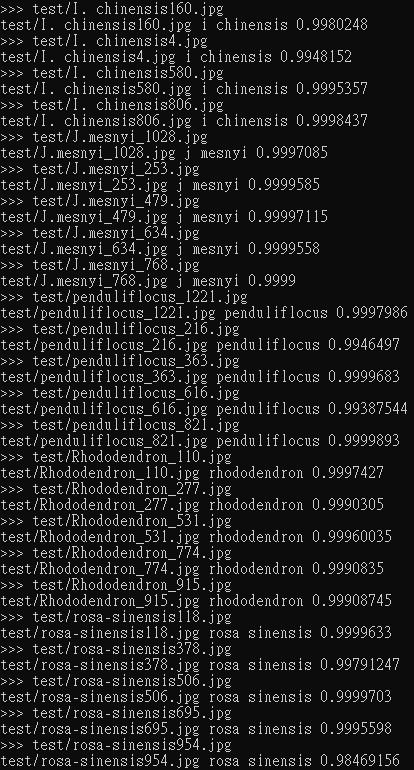 >>> test/I. chinensis160.jpg
test/I. chinensis160.jpg i chinensis 0.9980248
>>> test/I. chinensis4.jpg
test/I. chinensis4.jpg i chinensis 0.9948152
>>> test/I. chinensis580.jpg
test/I. chinensis580.jpg i chinensis 0.9995357
>>> test/I. chinensis806.jpg
test/I. chinensis806.jpg i chinensis 0.9998437
>>> test/J.mesnyi_1028.jpg
test/J.mesnyi_1028.jpg j mesnyi 0.9997085
>>> test/J.mesnyi_253.jpg
test/J.mesnyi_253.jpg j mesnyi 0.9999585
>>> test/J.mesnyi_479.jpg
test/J.mesnyi_479.jpg j mesnyi 0.99997115
>>> test/J.mesnyi_634.jpg
test/J.mesnyi_634.jpg j mesnyi 0.9999558
>>> test/J.mesnyi_768.jpg
test/J.mesnyi_768.jpg j mesnyi 0.9999
>>> test/penduliflocus_1221.jpg
test/penduliflocus_1221.jpg penduliflocus 0.9997986
>>> test/penduliflocus_216.jpg
test/penduliflocus_216.jpg penduliflocus 0.9946497
>>> test/penduliflocus_363.jpg
test/penduliflocus_363.jpg penduliflocus 0.9999683
>>> test/penduliflocus_616.jpg
test/penduliflocus_616.jpg penduliflocus 0.99387544
>>> test/penduliflocus_821.jpg
test/penduliflocus_821.jpg penduliflocus 0.9999893
>>> test/Rhododendron_110.jpg
test/Rhododendron_110.jpg rhododendron 0.9997427
>>> test/Rhododendron_277.jpg
test/Rhododendron_277.jpg rhododendron 0.9990305
>>> test/Rhododendron_531.jpg
test/Rhododendron_531.jpg rhododendron 0.99960035
>>> test/Rhododendron_774.jpg
test/Rhododendron_774.jpg rhododendron 0.9990835
>>> test/Rhododendron_915.jpg
test/Rhododendron_915.jpg rhododendron 0.99908745
>>> test/rosa-sinensis118.jpg
test/rosa-sinensis118.jpg rosa sinensis 0.9999633
>>> test/rosa-sinensis378.jpg
test/rosa-sinensis378.jpg rosa sinensis 0.99791247
>>> test/rosa-sinensis506.jpg
test/rosa-sinensis506.jpg rosa sinensis 0.9999703
>>> test/rosa-sinensis695.jpg
test/rosa-sinensis695.jpg rosa sinensis 0.9995598
>>> test/rosa-sinensis954.jpg
test/rosa-sinensis954.jpg rosa sinensis 0.98469156